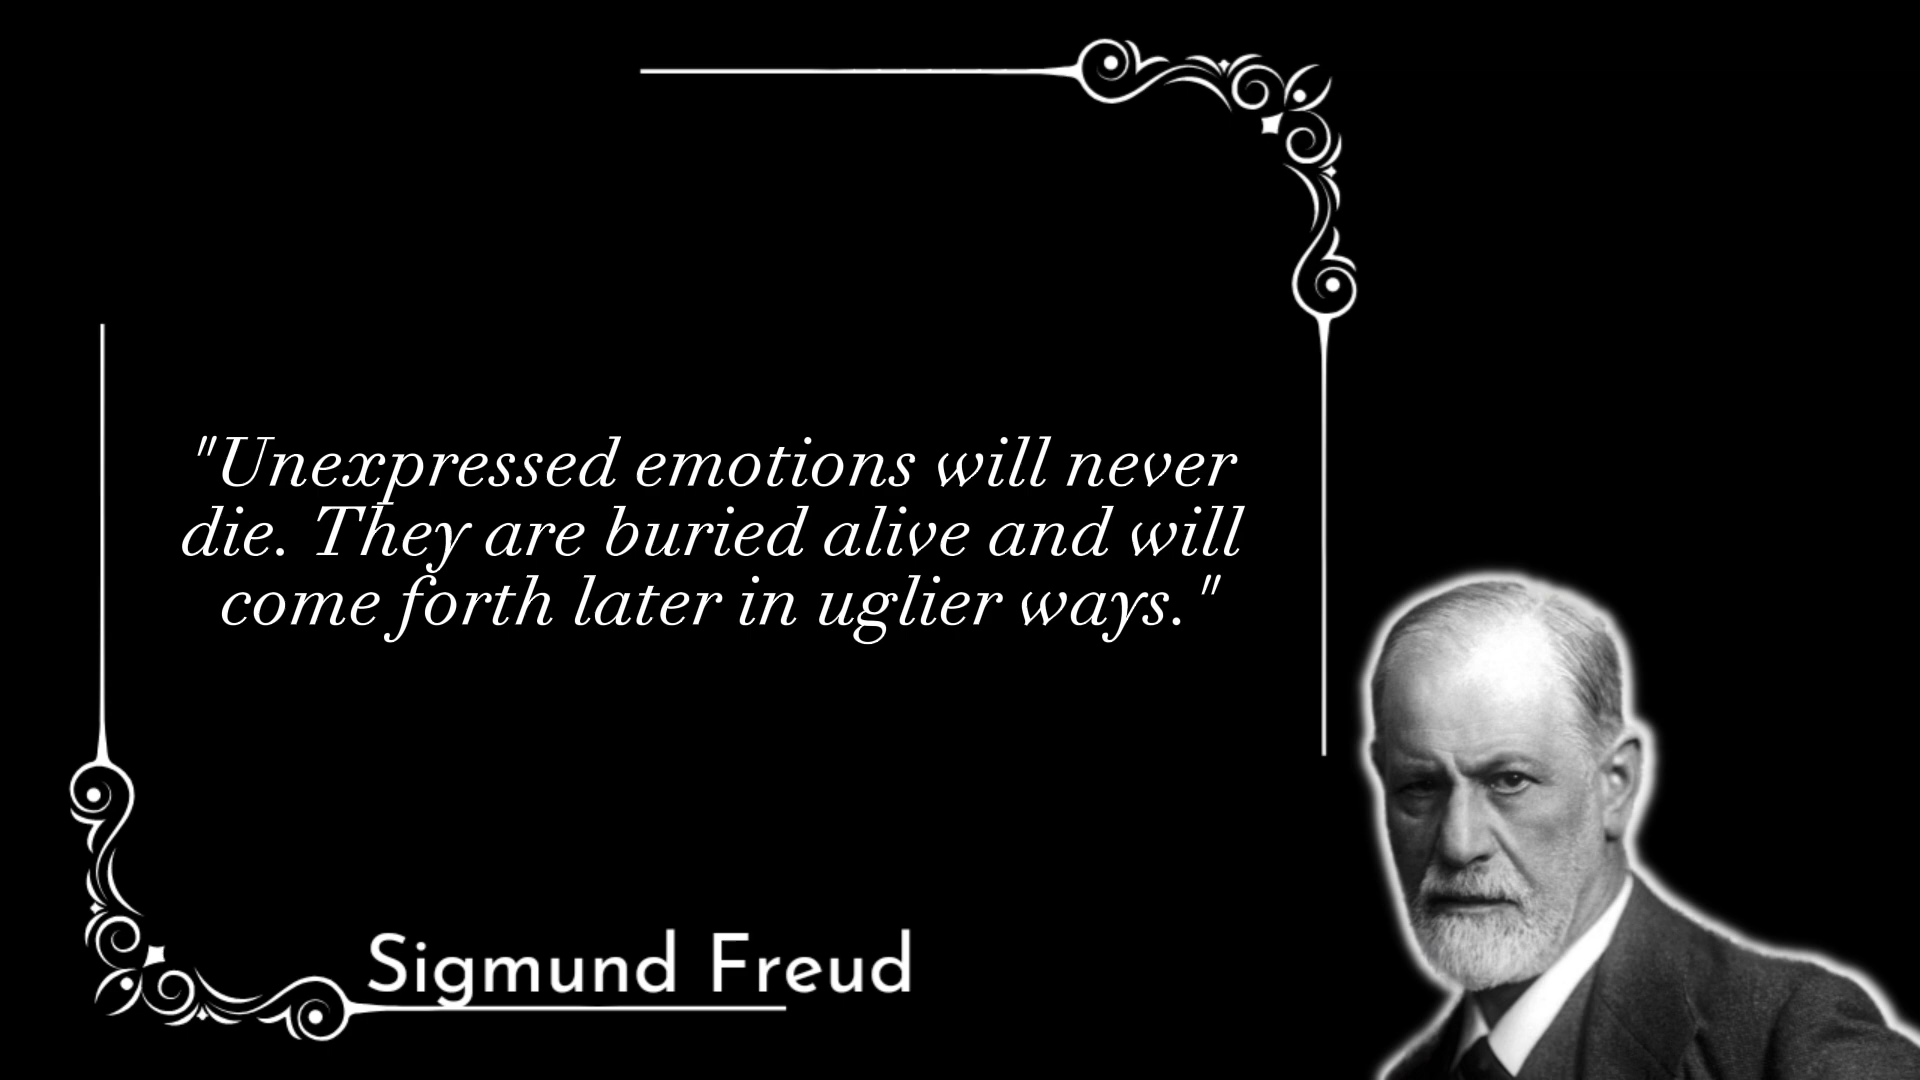 "Unexpressed emotions will never
die. They are buried alive and will
come forth later in uglier ways."
Sigmund Freud